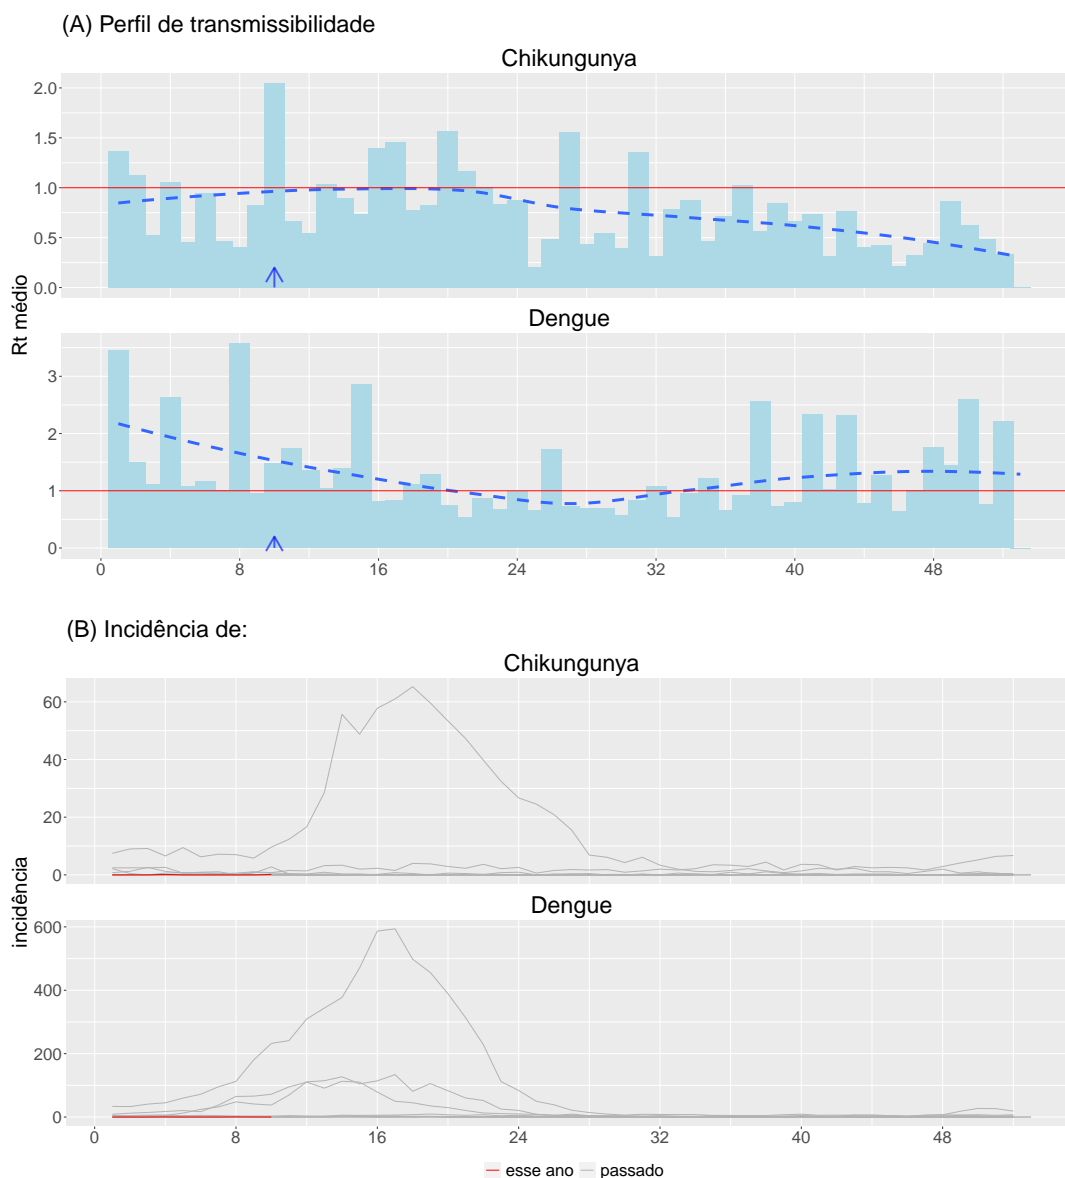 (A) Perfil de transmissibilidade
Chikungunya
2.0
1.5
1.0
0.5
0.0
Rt médio
Dengue
3
2
1
0
0 8 16 24 32 40 48
(B) Incidência de:
Chikungunya
60
40
20
0
incidência
Dengue
600
400
200
0
0 8 16 24 32 40 48
esse ano passado